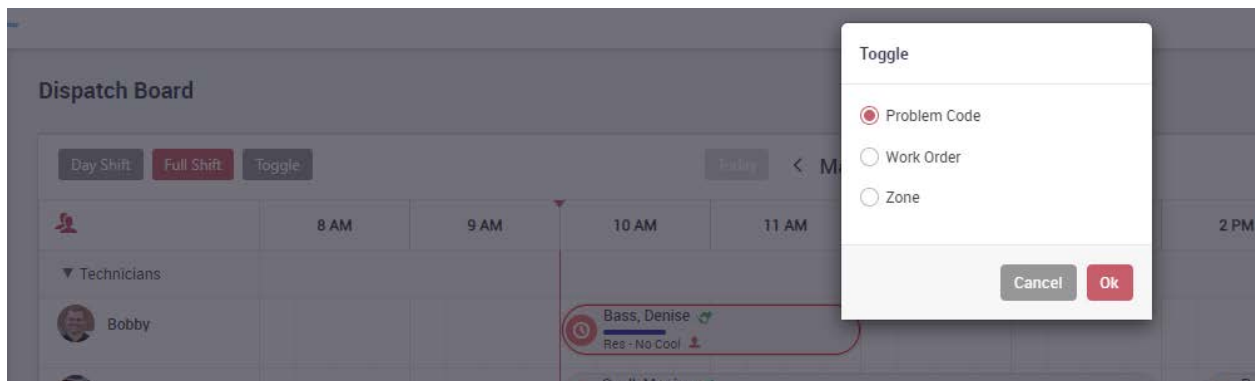 Toggle
Dispatch Board
Problem Code
Day Shift Full Shift Toggle Today
Work Order
Zone
8 AM 9 AM 10 AM 11 AM 2 PM
Technicians
Cancel Ok
Bobby Bass, Denise
Res - No Cool